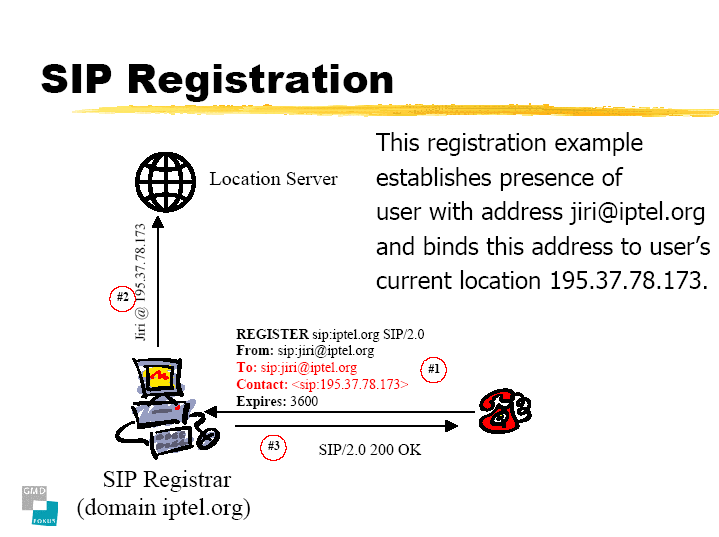 SIP Registration
This registration example
establishes presence of
user with address jiri@iptel.org
and binds this address to user's
current location 195.37.78.173.
Location Server
Jiri @ 195.37.78.173
#2
REGISTER sip:iptel.org SIP/2.0
From: sip:jiri@iptel.org
To: sip:jiri@iptel.org
Contact: <sip:195.37.78.173>
Expires: 3600
#1
#3
SIP/2.0 200 OK
SIP Registrar
(domain iptel.org)
GMD
FOKUS